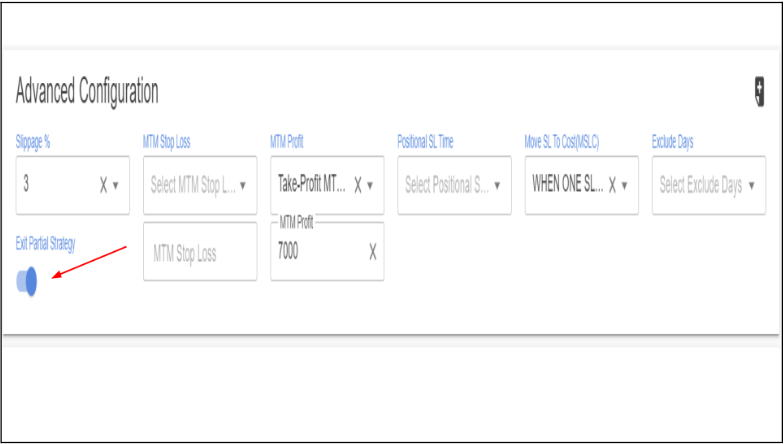 Advanced Configuration
Slippage %
MTM Stop Loss
MTM Profit
Positional SL Time
Move SL To Cost(MSLC)
Exclude Days
3 X
Select MTM Stop L...
Take-Profit MT... X
Select Positional S...
WHEN ONE SL... X
Select Exclude Days
Exit Partial Strategy
MTM Stop Loss
MTM Profit
7000 X